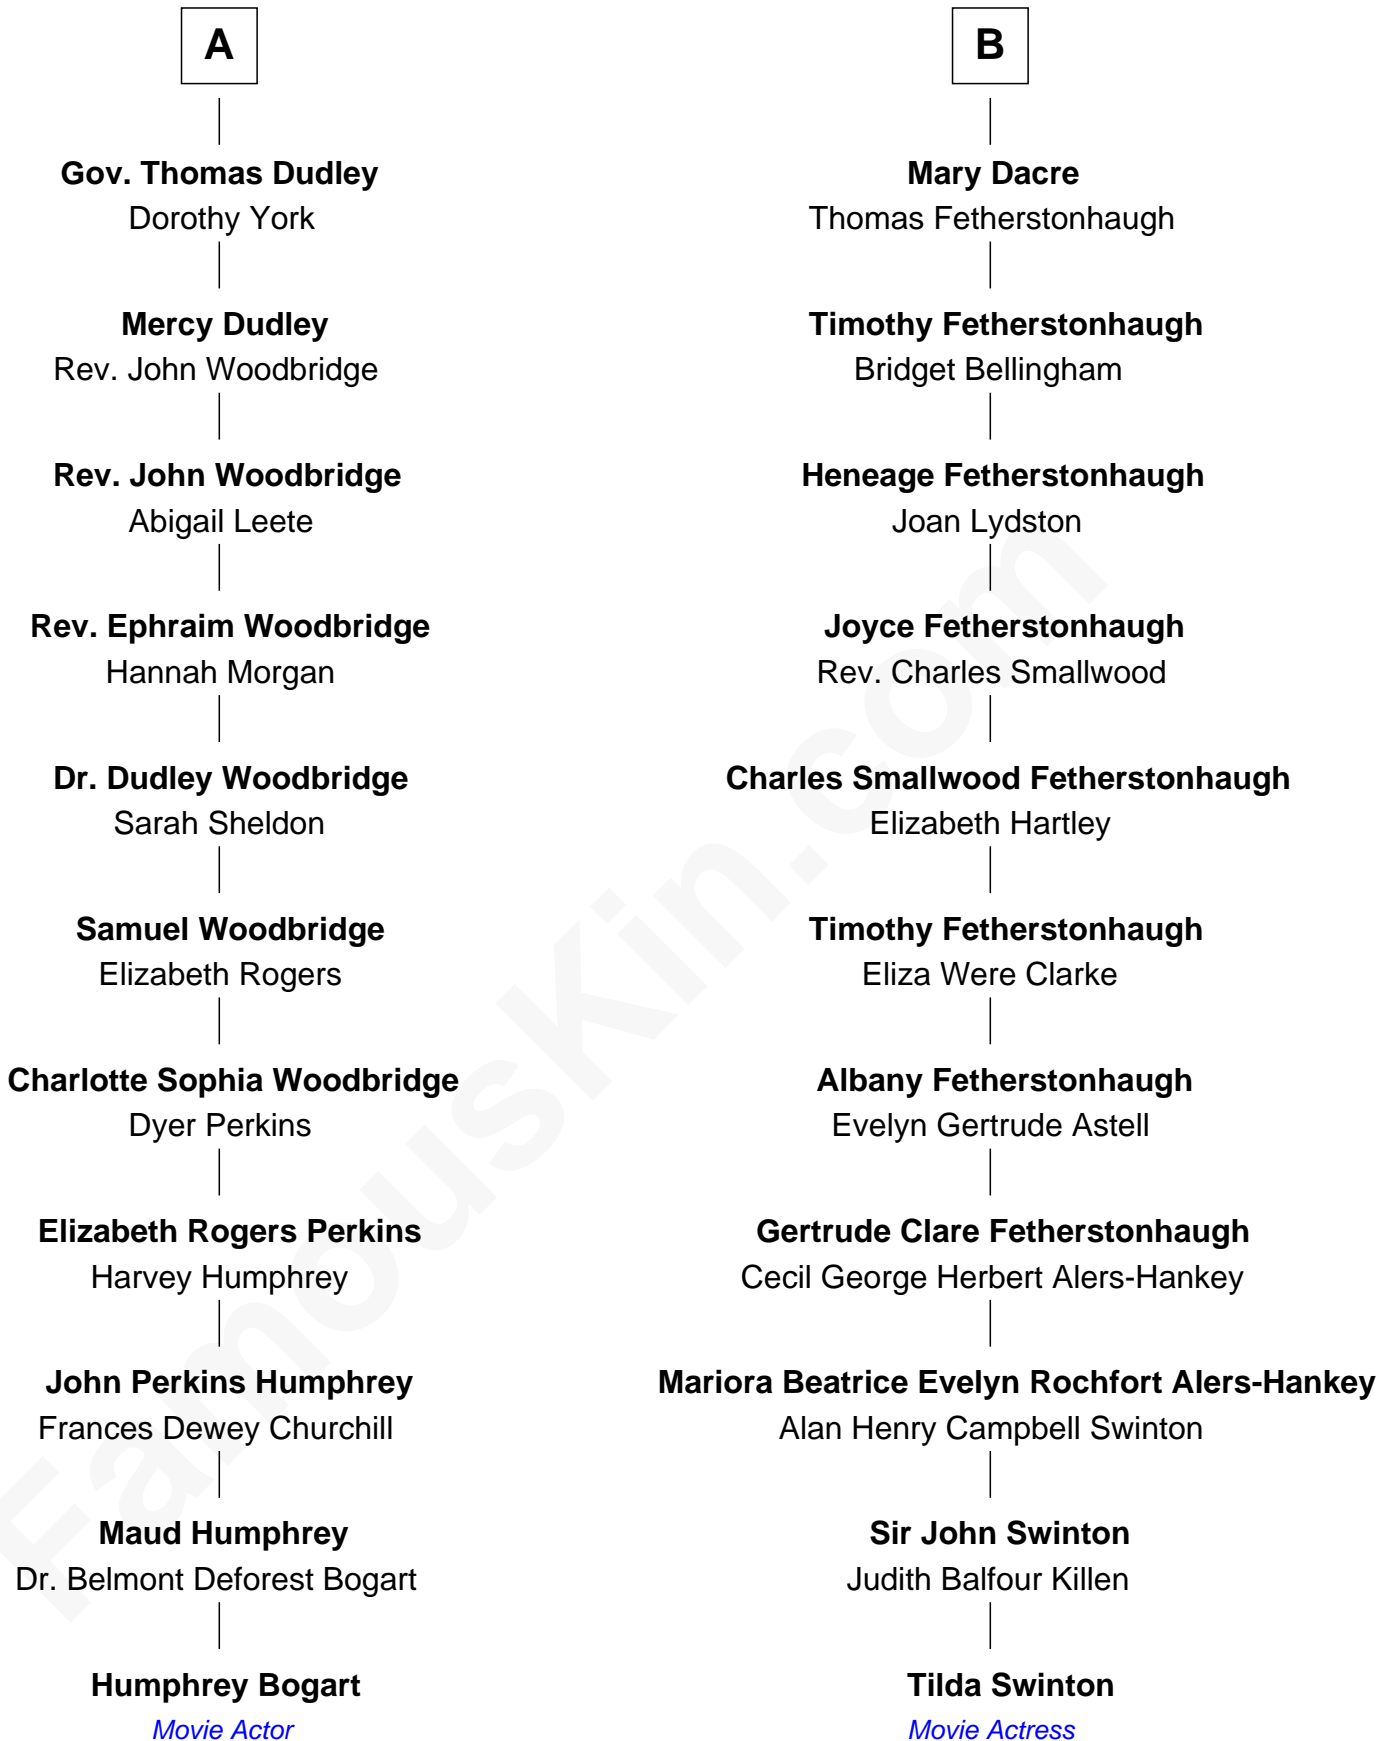 A
Gov. Thomas Dudley
Dorothy York
Mercy Dudley
Rev. John Woodbridge
Rev. John Woodbridge
Abigail Leete
Rev. Ephraim Woodbridge
Hannah Morgan
Dr. Dudley Woodbridge
Sarah Sheldon
Samuel Woodbridge
Elizabeth Rogers
Charlotte Sophia Woodbridge
Dyer Perkins
Elizabeth Rogers Perkins
Harvey Humphrey
John Perkins Humphrey
Frances Dewey Churchill
Maud Humphrey
Dr. Belmont Deforest Bogart
Humphrey Bogart
Movie Actor
B
Mary Dacre
Thomas Fetherstonhaugh
Timothy Fetherstonhaugh
Bridget Bellingham
Heneage Fetherstonhaugh
Joan Lydston
Joyce Fetherstonhaugh
Rev. Charles Smallwood
Charles Smallwood Fetherstonhaugh
Elizabeth Hartley
Timothy Fetherstonhaugh
Eliza Were Clarke
Albany Fetherstonhaugh
Evelyn Gertrude Astell
Gertrude Clare Fetherstonhaugh
Cecil George Herbert Alers-Hankey
Mariora Beatrice Evelyn Rochfort Alers-Hankey
Alan Henry Campbell Swinton
Sir John Swinton
Judith Balfour Killen
Tilda Swinton
Movie Actress
FamousKin.com